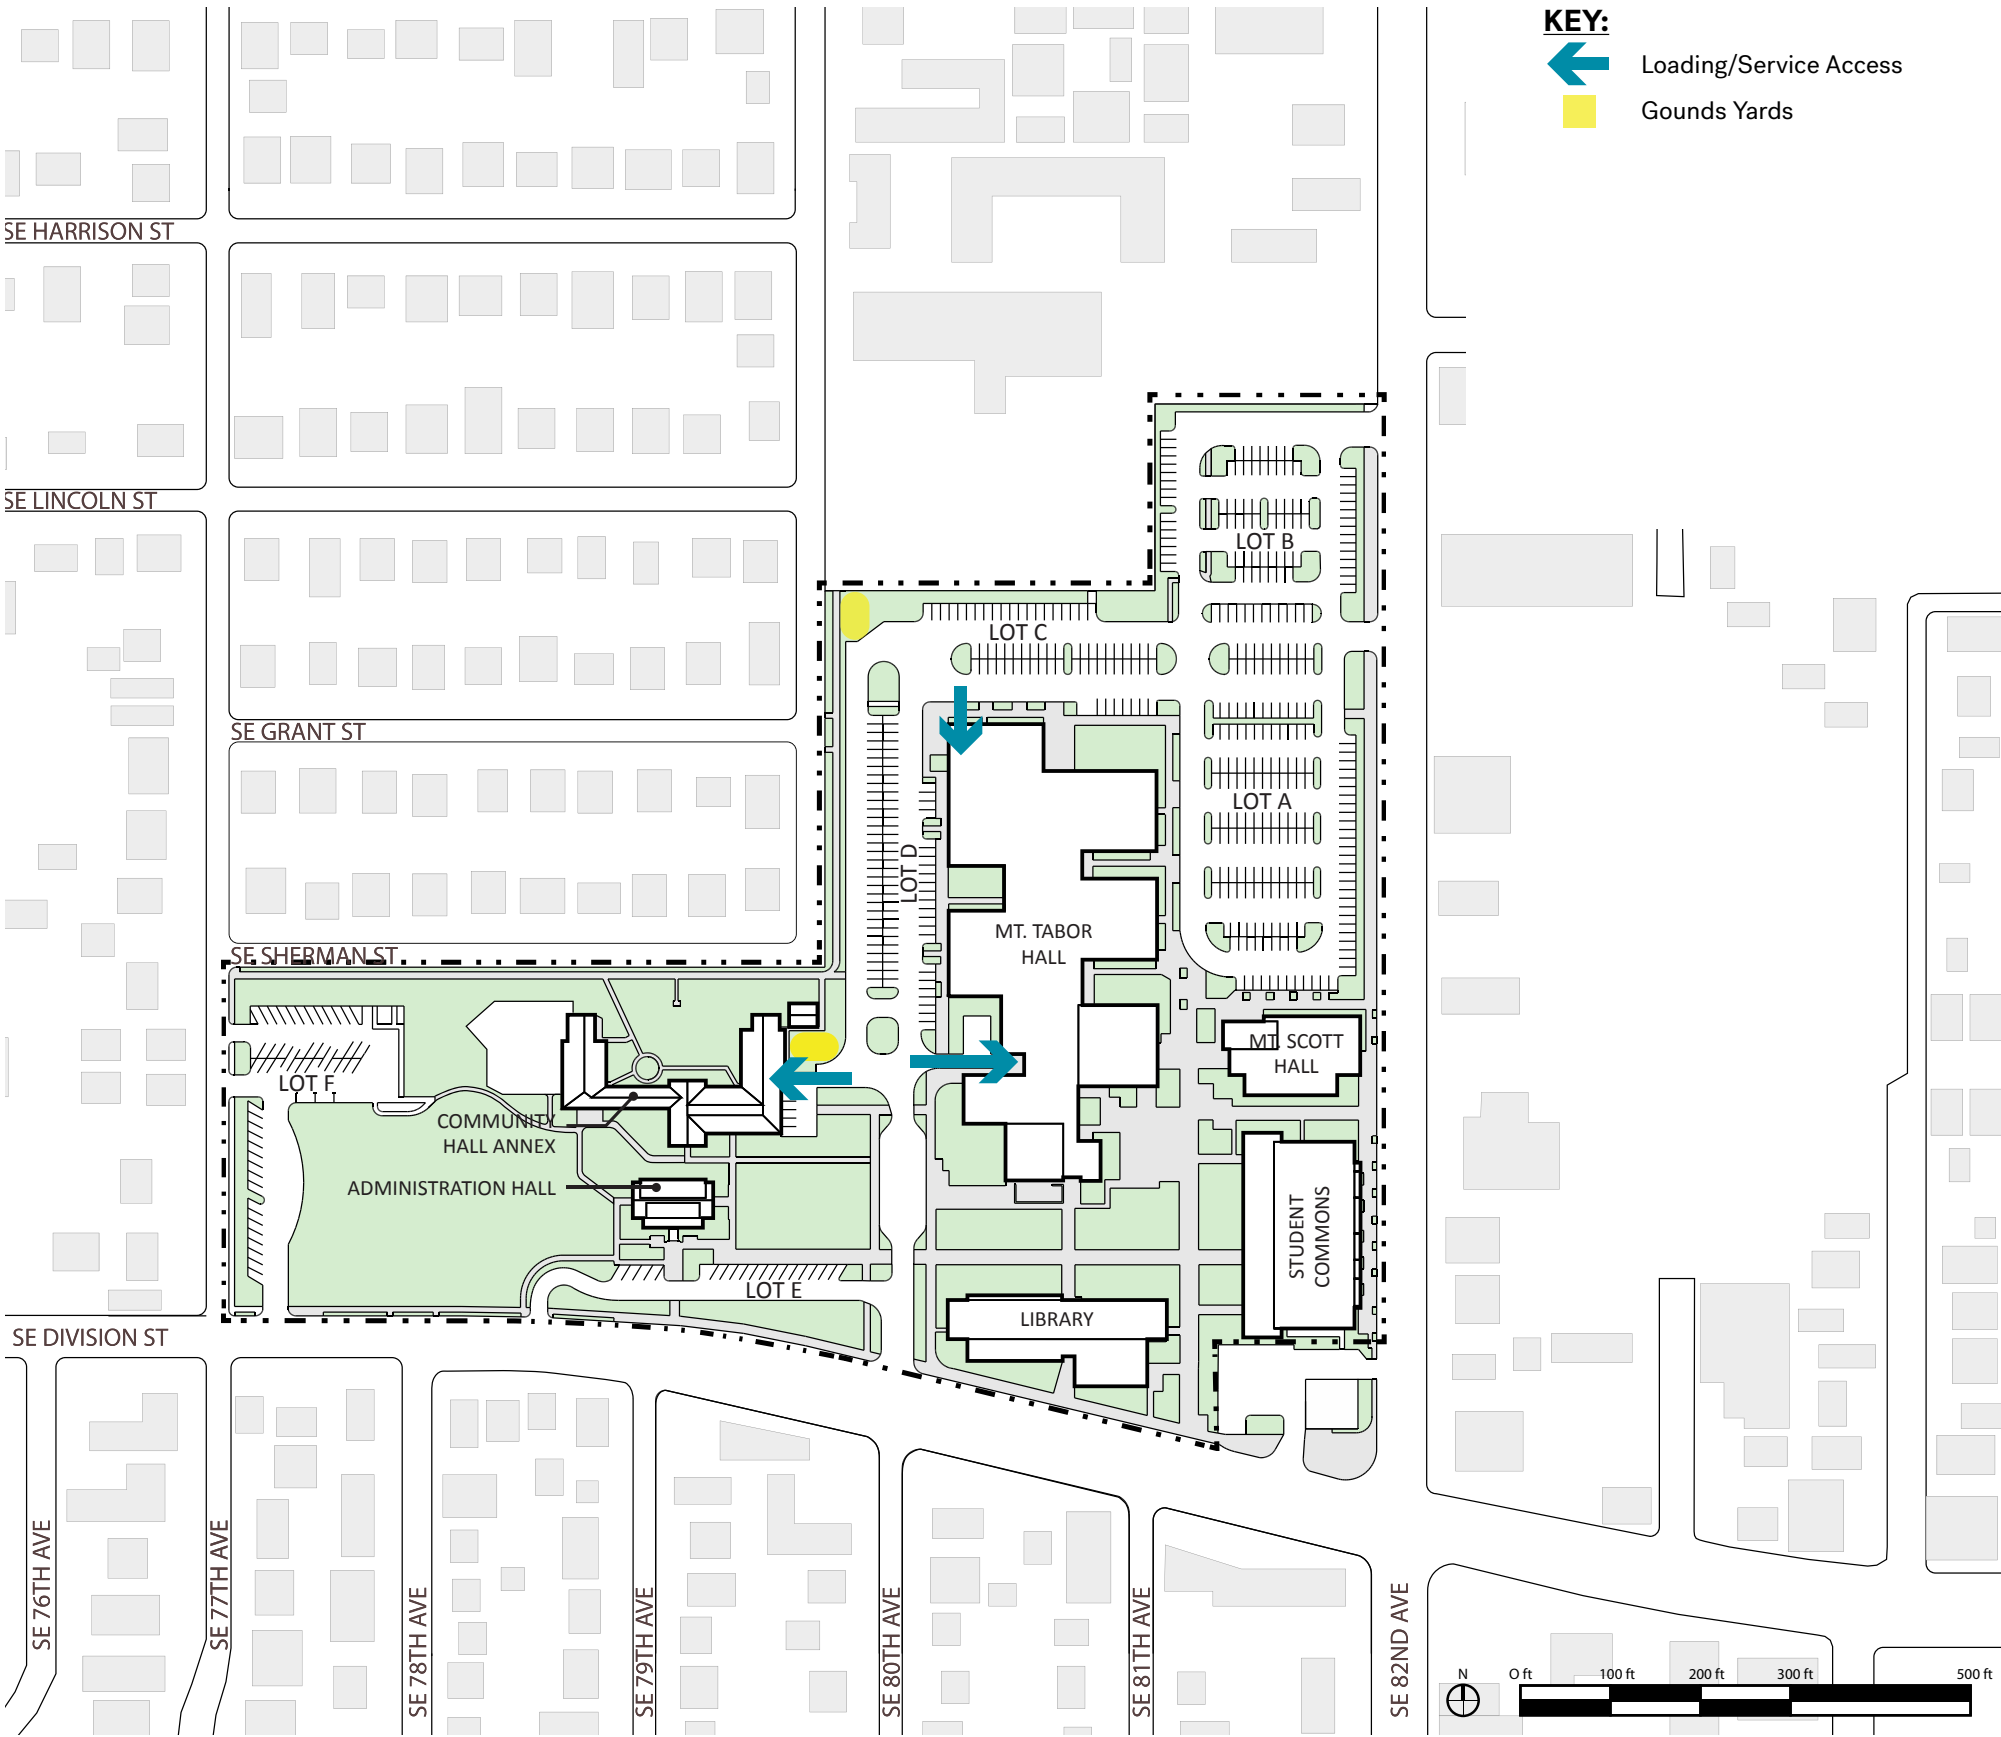 KEY:
Loading/Service Access
Gounds Yards
SE HARRISON ST
SE LINCOLN ST
LOT B
LOT C
SE GRANT ST
LOT A
LOT D
MT. TABOR
HALL
SE SHERMAN ST
MT. SCOTT
HALL
LOT F
COMMUNITY
HALL ANNEX
ADMINISTRATION HALL
STUDENT
COMMONS
LOT E
LIBRARY
SE DIVISION ST
SE 76TH AVE
SE 77TH AVE
SE 78TH AVE
SE 79TH AVE
SE 80TH AVE
SE 81TH AVE
SE 82ND AVE
N
O ft
100 ft
200 ft
300 ft
500 ft